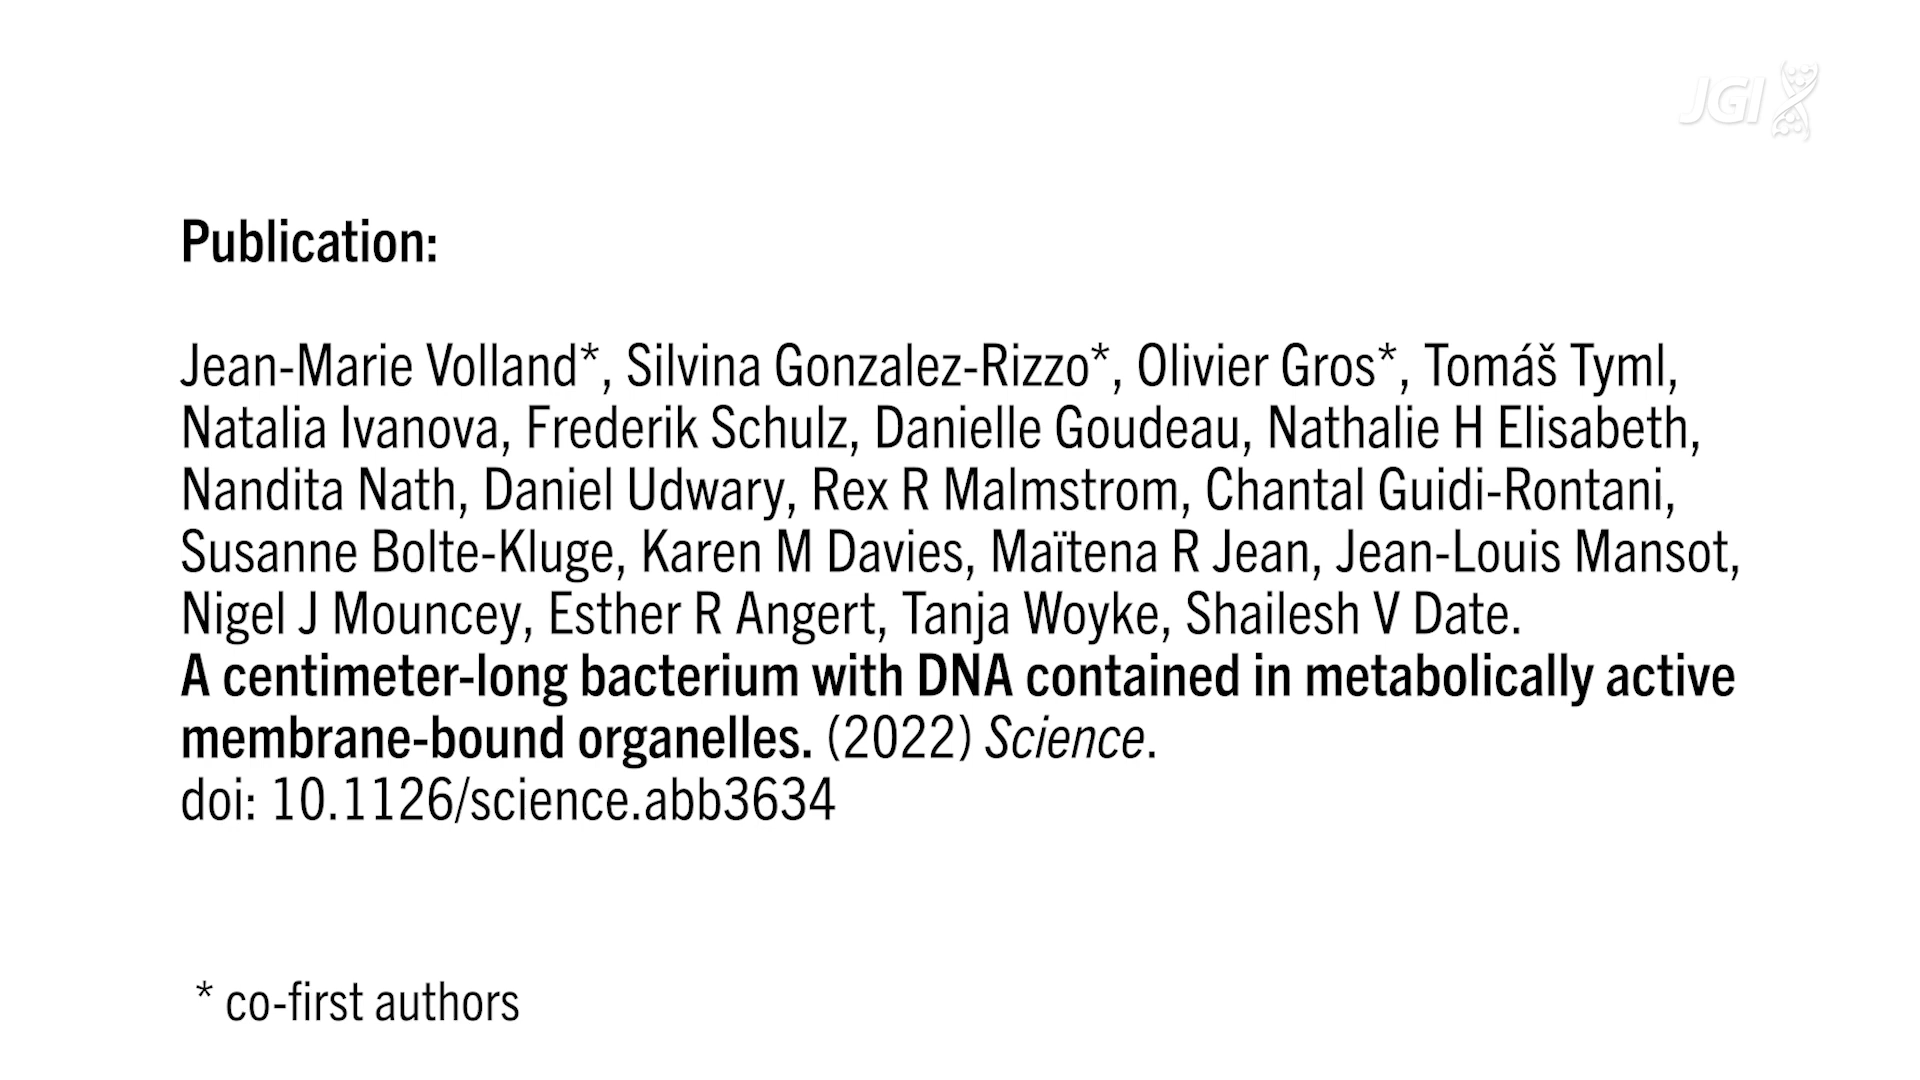 JGI
Publication:
Jean-Marie Volland*, Silvina Gonzalez-Rizzo*, Olivier Gros*, Tomáš Tyml,
Natalia Ivanova, Frederik Schulz, Danielle Goudeau, Nathalie H Elisabeth,
Nandita Nath, Daniel Udwary, Rex R Malmstrom, Chantal Guidi-Rontani,
Susanne Bolte-Kluge, Karen M Davies, Maïtena R Jean, Jean-Louis Mansot,
Nigel J Mouncey, Esther R Angert, Tanja Woyke, Shailesh V Date.
A centimeter-long bacterium with DNA contained in metabolically active
membrane-bound organelles. (2022) Science.
doi: 10.1126/science.abb3634
* co-first authors